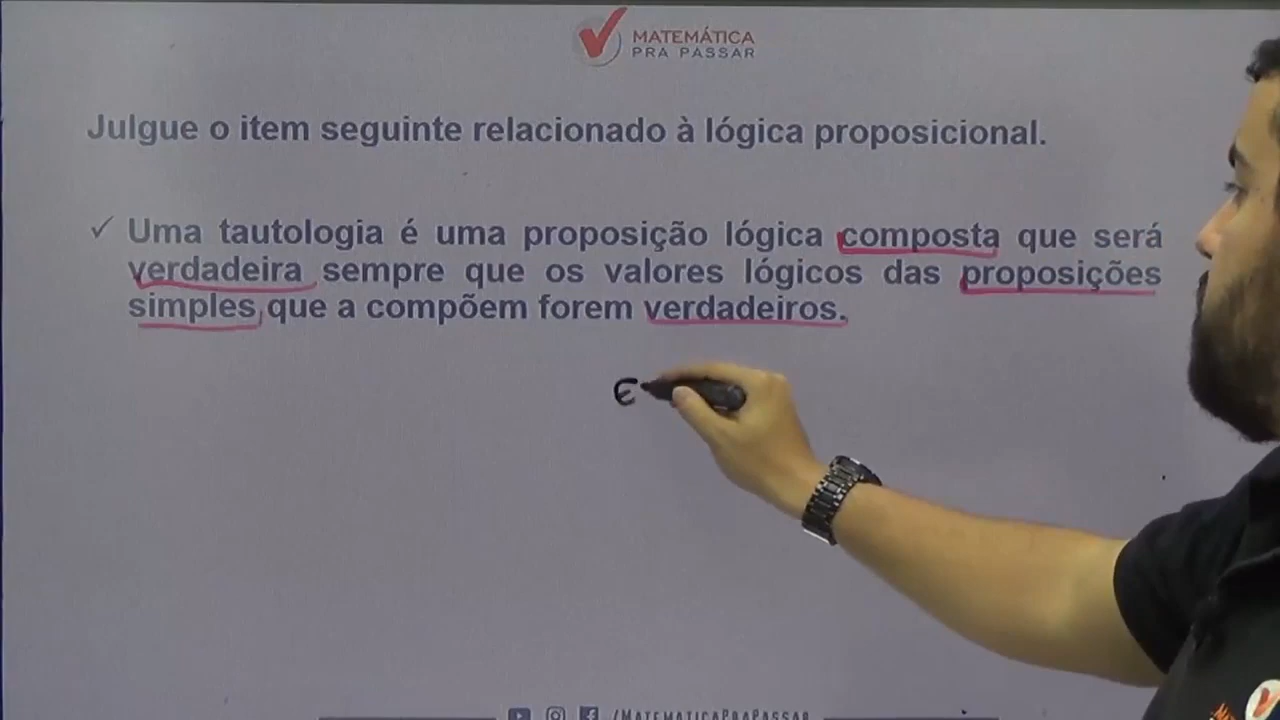 MATEMÁTICA
PRA PASSAR
Julgue o item seguinte relacionado à lógica proposicional.
✓ Uma tautologia é uma proposição lógica composta que será
verdadeira sempre que os valores lógicos das proposições
simples que a compõem forem verdadeiros.
E
/MATEMATICAPRAPASSAR